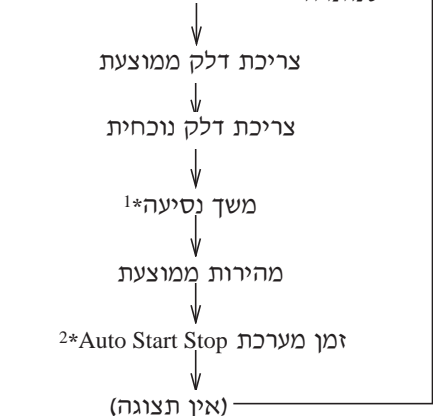 צריכת דלק ממוצעת
צריכת דלק נוכחית
משך נסיעה*1
מהירות ממוצעת
זמן מערכת Auto Start Stop*2
(אין תצוגה)